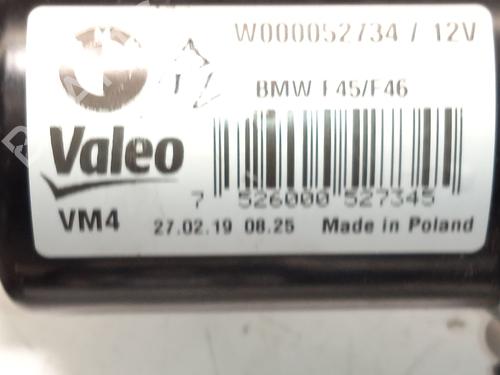 W000052734 / 12V
BMW F45/F46
Valeo
7 526000 527345
VM4 27.02.19 08.25 Made in Poland